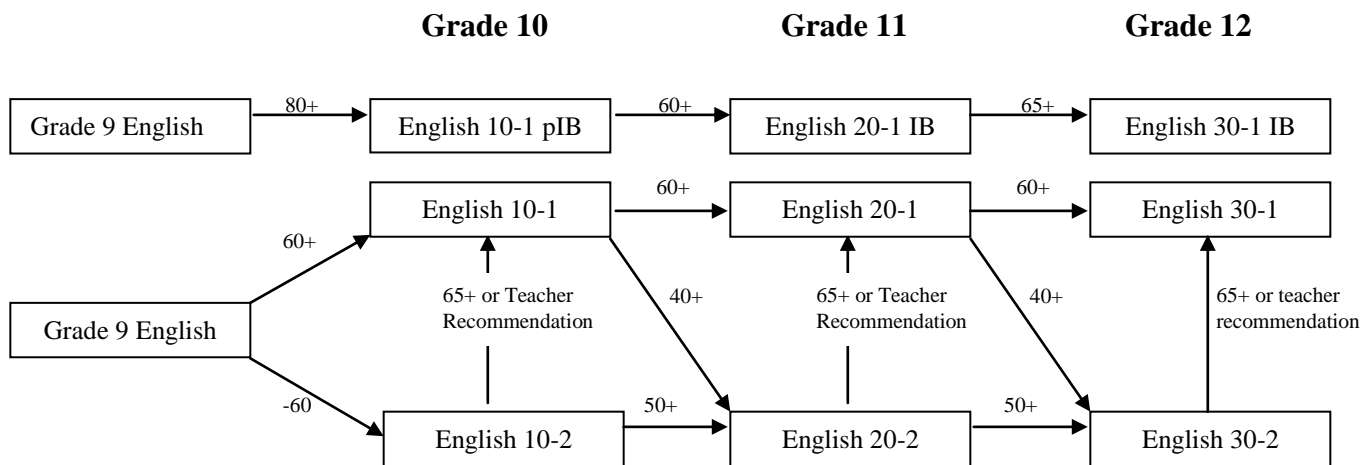 Grade 10 Grade 11 Grade 12
80+ 60+ 65+
Grade 9 English English 10-1 pIB English 20-1 IB English 30-1 IB
60+ 60+
English 10-1 English 20-1 English 30-1
60+
65+ or Teacher 40+ 65+ or Teacher 40+ 65+ or teacher
Recommendation Recommendation recommendation
Grade 9 English
-60 50+ 50+
English 10-2 English 20-2 English 30-2